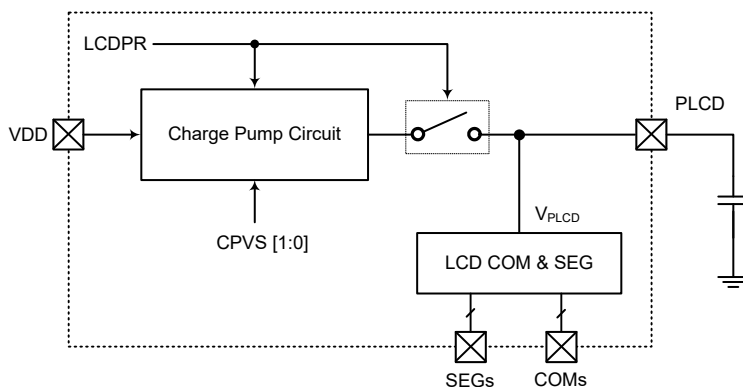 LCDPR
PLCD
VDD
Charge Pump Circuit
CPVS [1:0]
VPLCD
LCD COM & SEG
SEGs
COMs